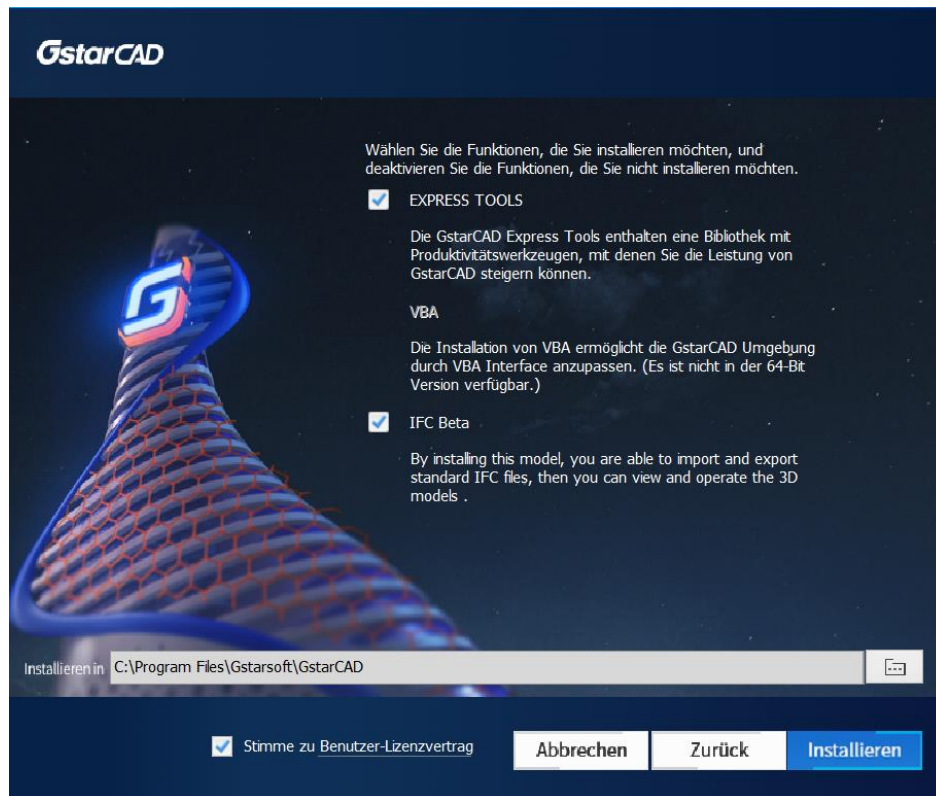 GstarCAD
Wählen Sie die Funktionen, die Sie installieren möchten, und
deaktivieren Sie die Funktionen, die Sie nicht installieren möchten.
EXPRESS TOOLS
Die GstarCAD Express Tools enthalten eine Bibliothek mit
Produktivitätswerkzeugen, mit denen Sie die Leistung von
GstarCAD steigern können.
VBA
Die Installation von VBA ermöglicht die GstarCAD Umgebung
durch VBA Interface anzupassen. (Es ist nicht in der 64-Bit
Version verfügbar.)
IFC Beta
By installing this model, you are able to import and export
standard IFC files, then you can view and operate the 3D
models .
Installieren in C:\Program Files\Gstarsoft\GstarCAD
Stimme zu Benutzer-Lizenzvertrag
Abbrechen
Zurück
Installieren